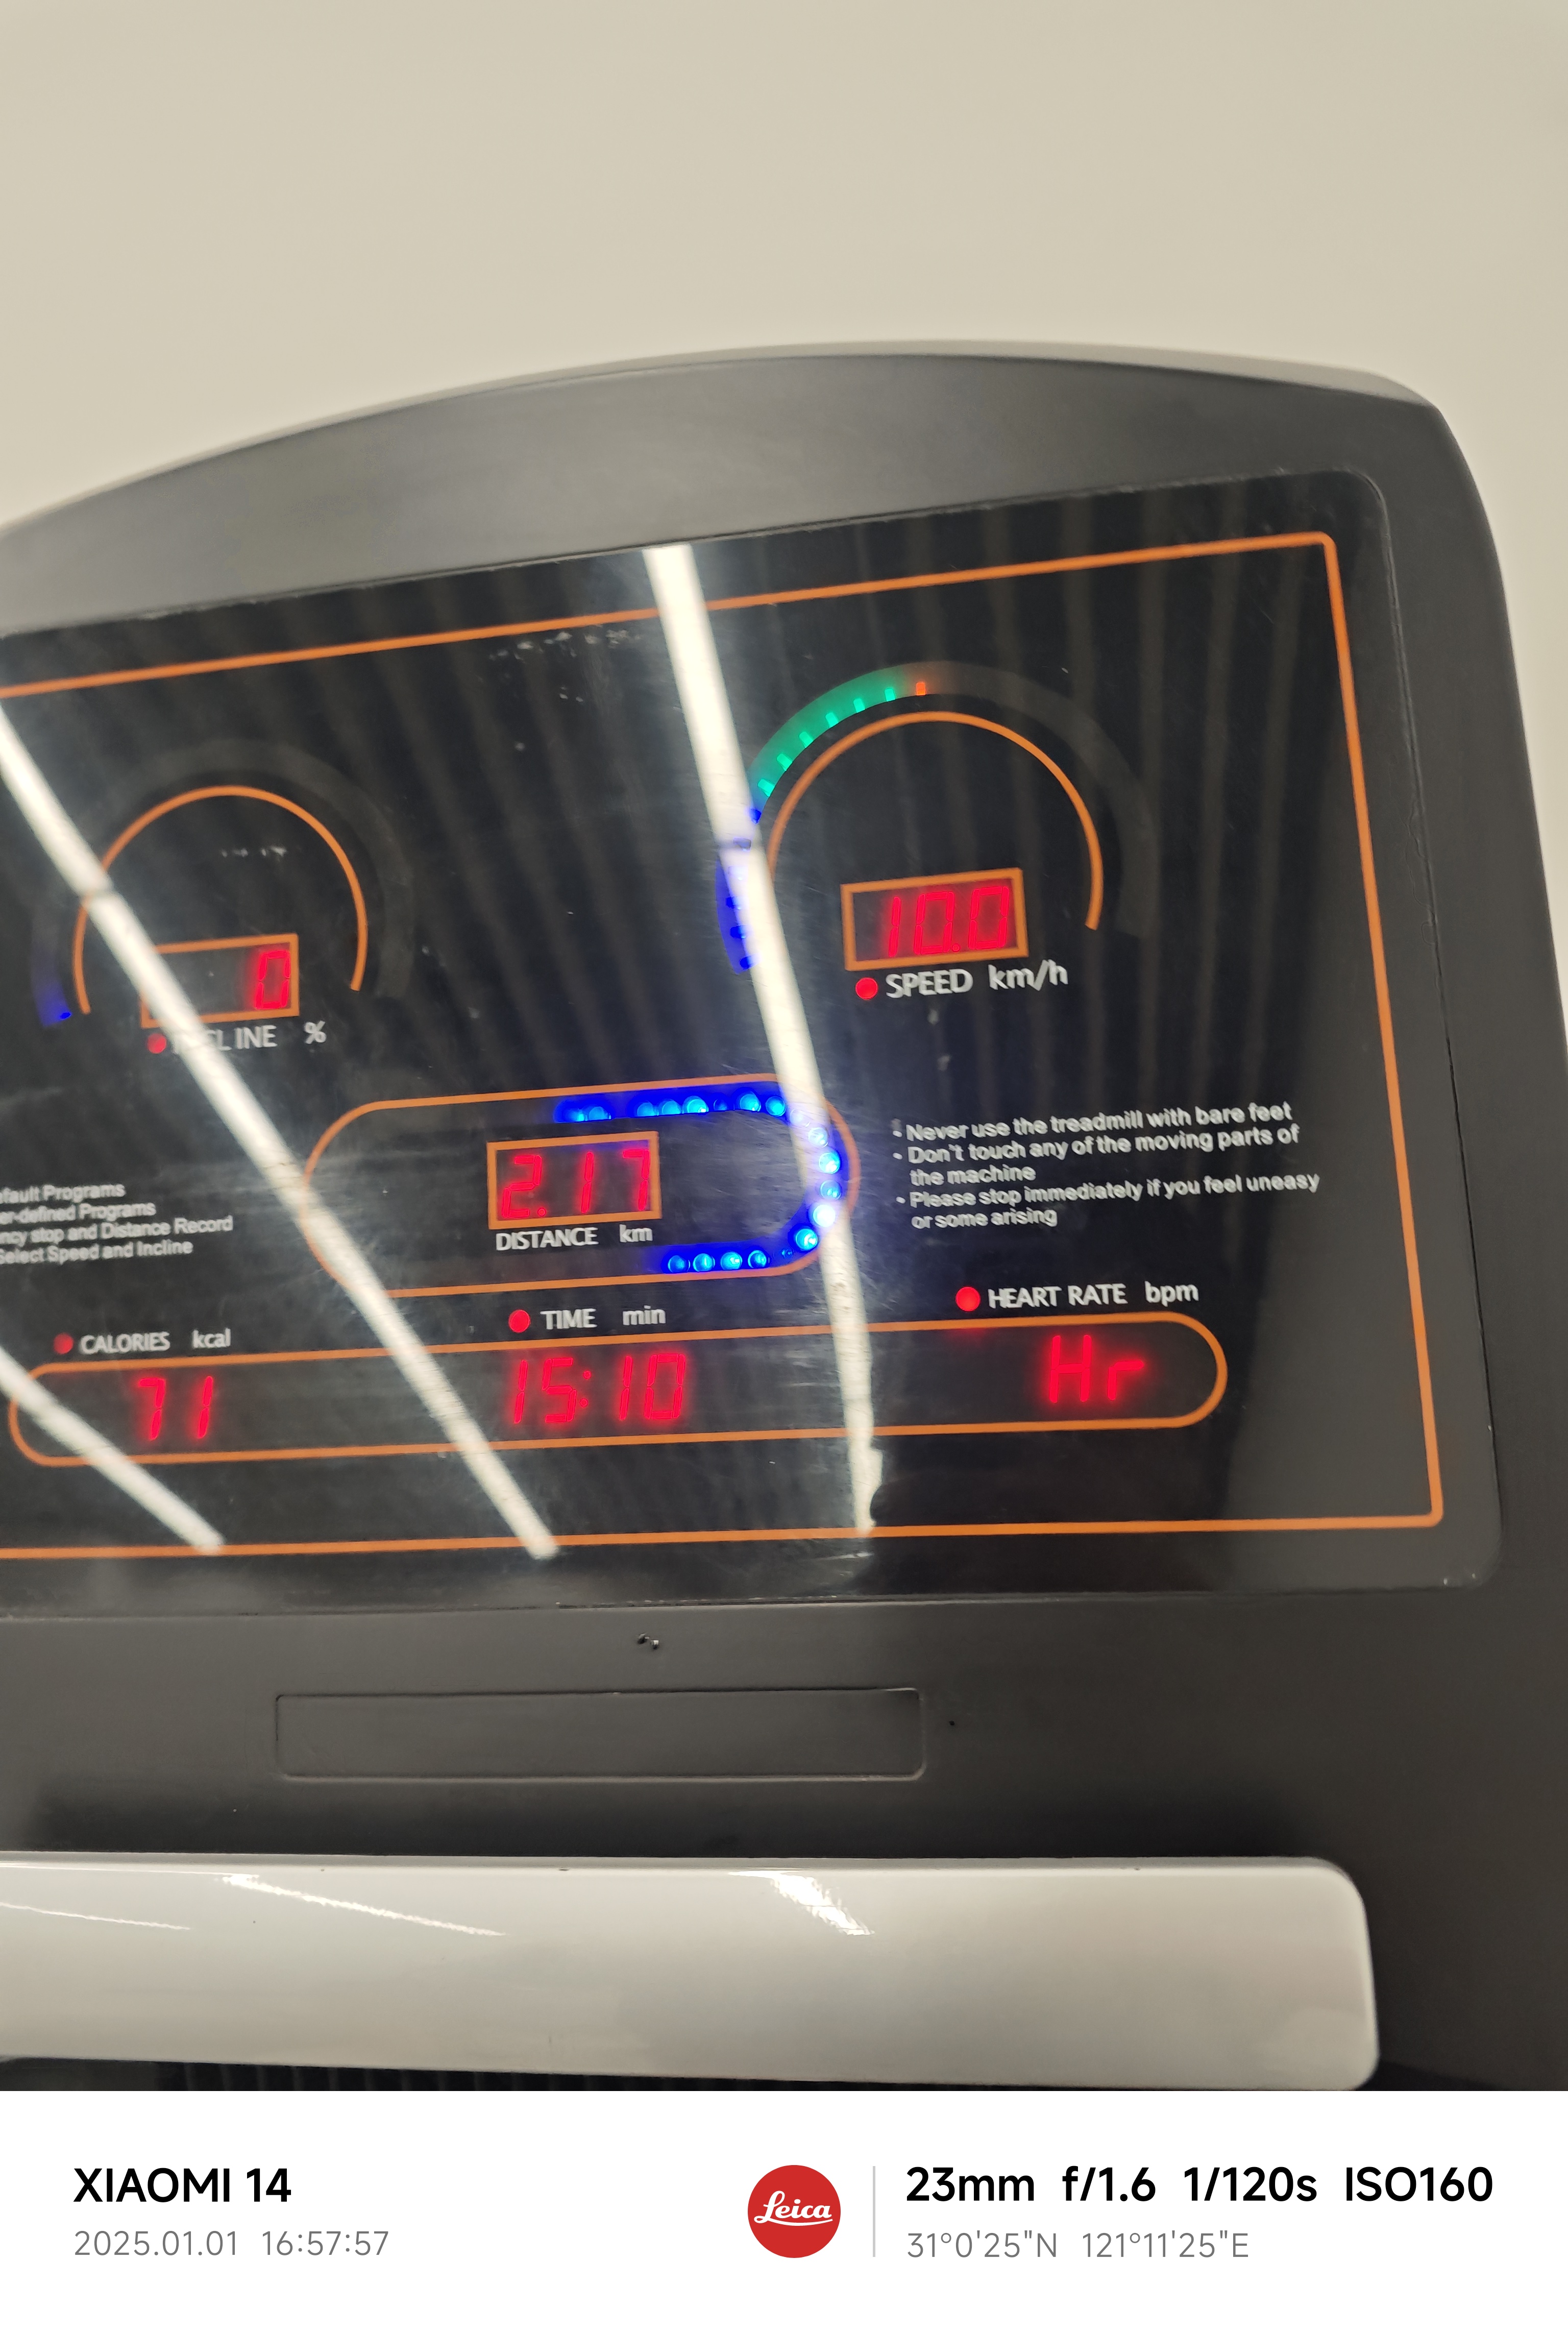 10.0
SPEED km/h
0
INCLINE %
2.17
DISTANCE km
- Never use the treadmill with bare feet
- Don't touch any of the moving parts of
the machine
- Please stop immediately if you feel uneasy
or some arising
efault Programs
er-defined Programs
ncy stop and Distance Record
Select Speed and Incline
CALORIES kcal
TIME min
HEART RATE bpm
71
15:10
Hr
XIAOMI 14
2025.01.01 16:57:57
Leica
23mm f/1.6 1/120s ISO160
31°0'25"N 121°11'25"E